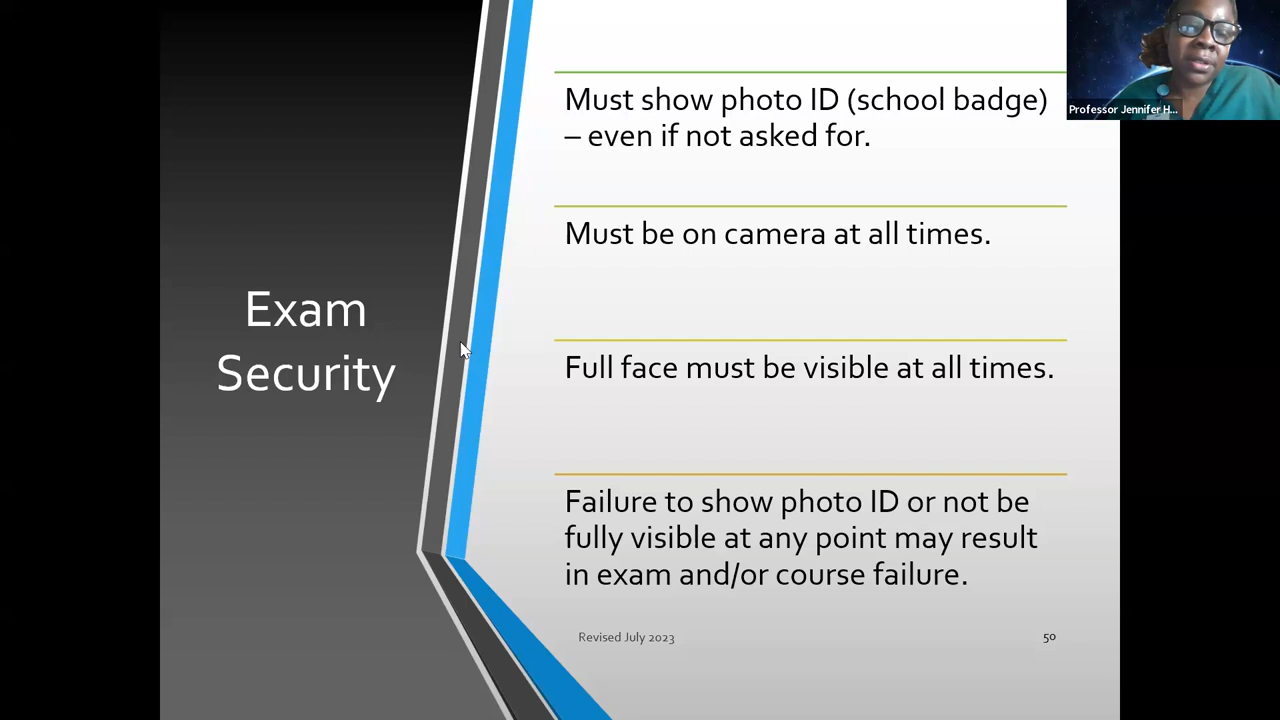 Exam
Security
Must show photo ID (school badge)
– even if not asked for.
Must be on camera at all times.
Full face must be visible at all times.
Failure to show photo ID or not be
fully visible at any point may result
in exam and/or course failure.
Revised July 2023
50
Professor Jennifer H...